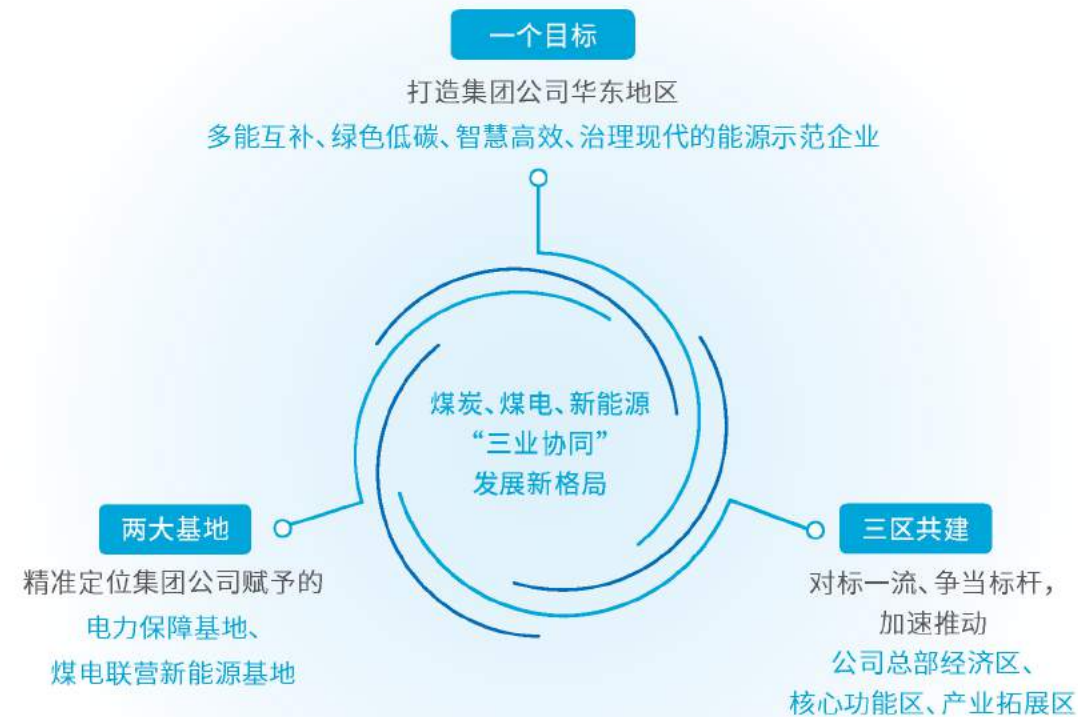 一个目标
打造集团公司华东地区
多能互补、绿色低碳、智慧高效、治理现代的能源示范企业
煤炭、煤电、新能源
“三业协同”
发展新格局
两大基地
精准定位集团公司赋予的
电力保障基地、
煤电联营新能源基地
三区共建
对标一流、争当标杆，
加速推动
公司总部经济区、
核心功能区、产业拓展区